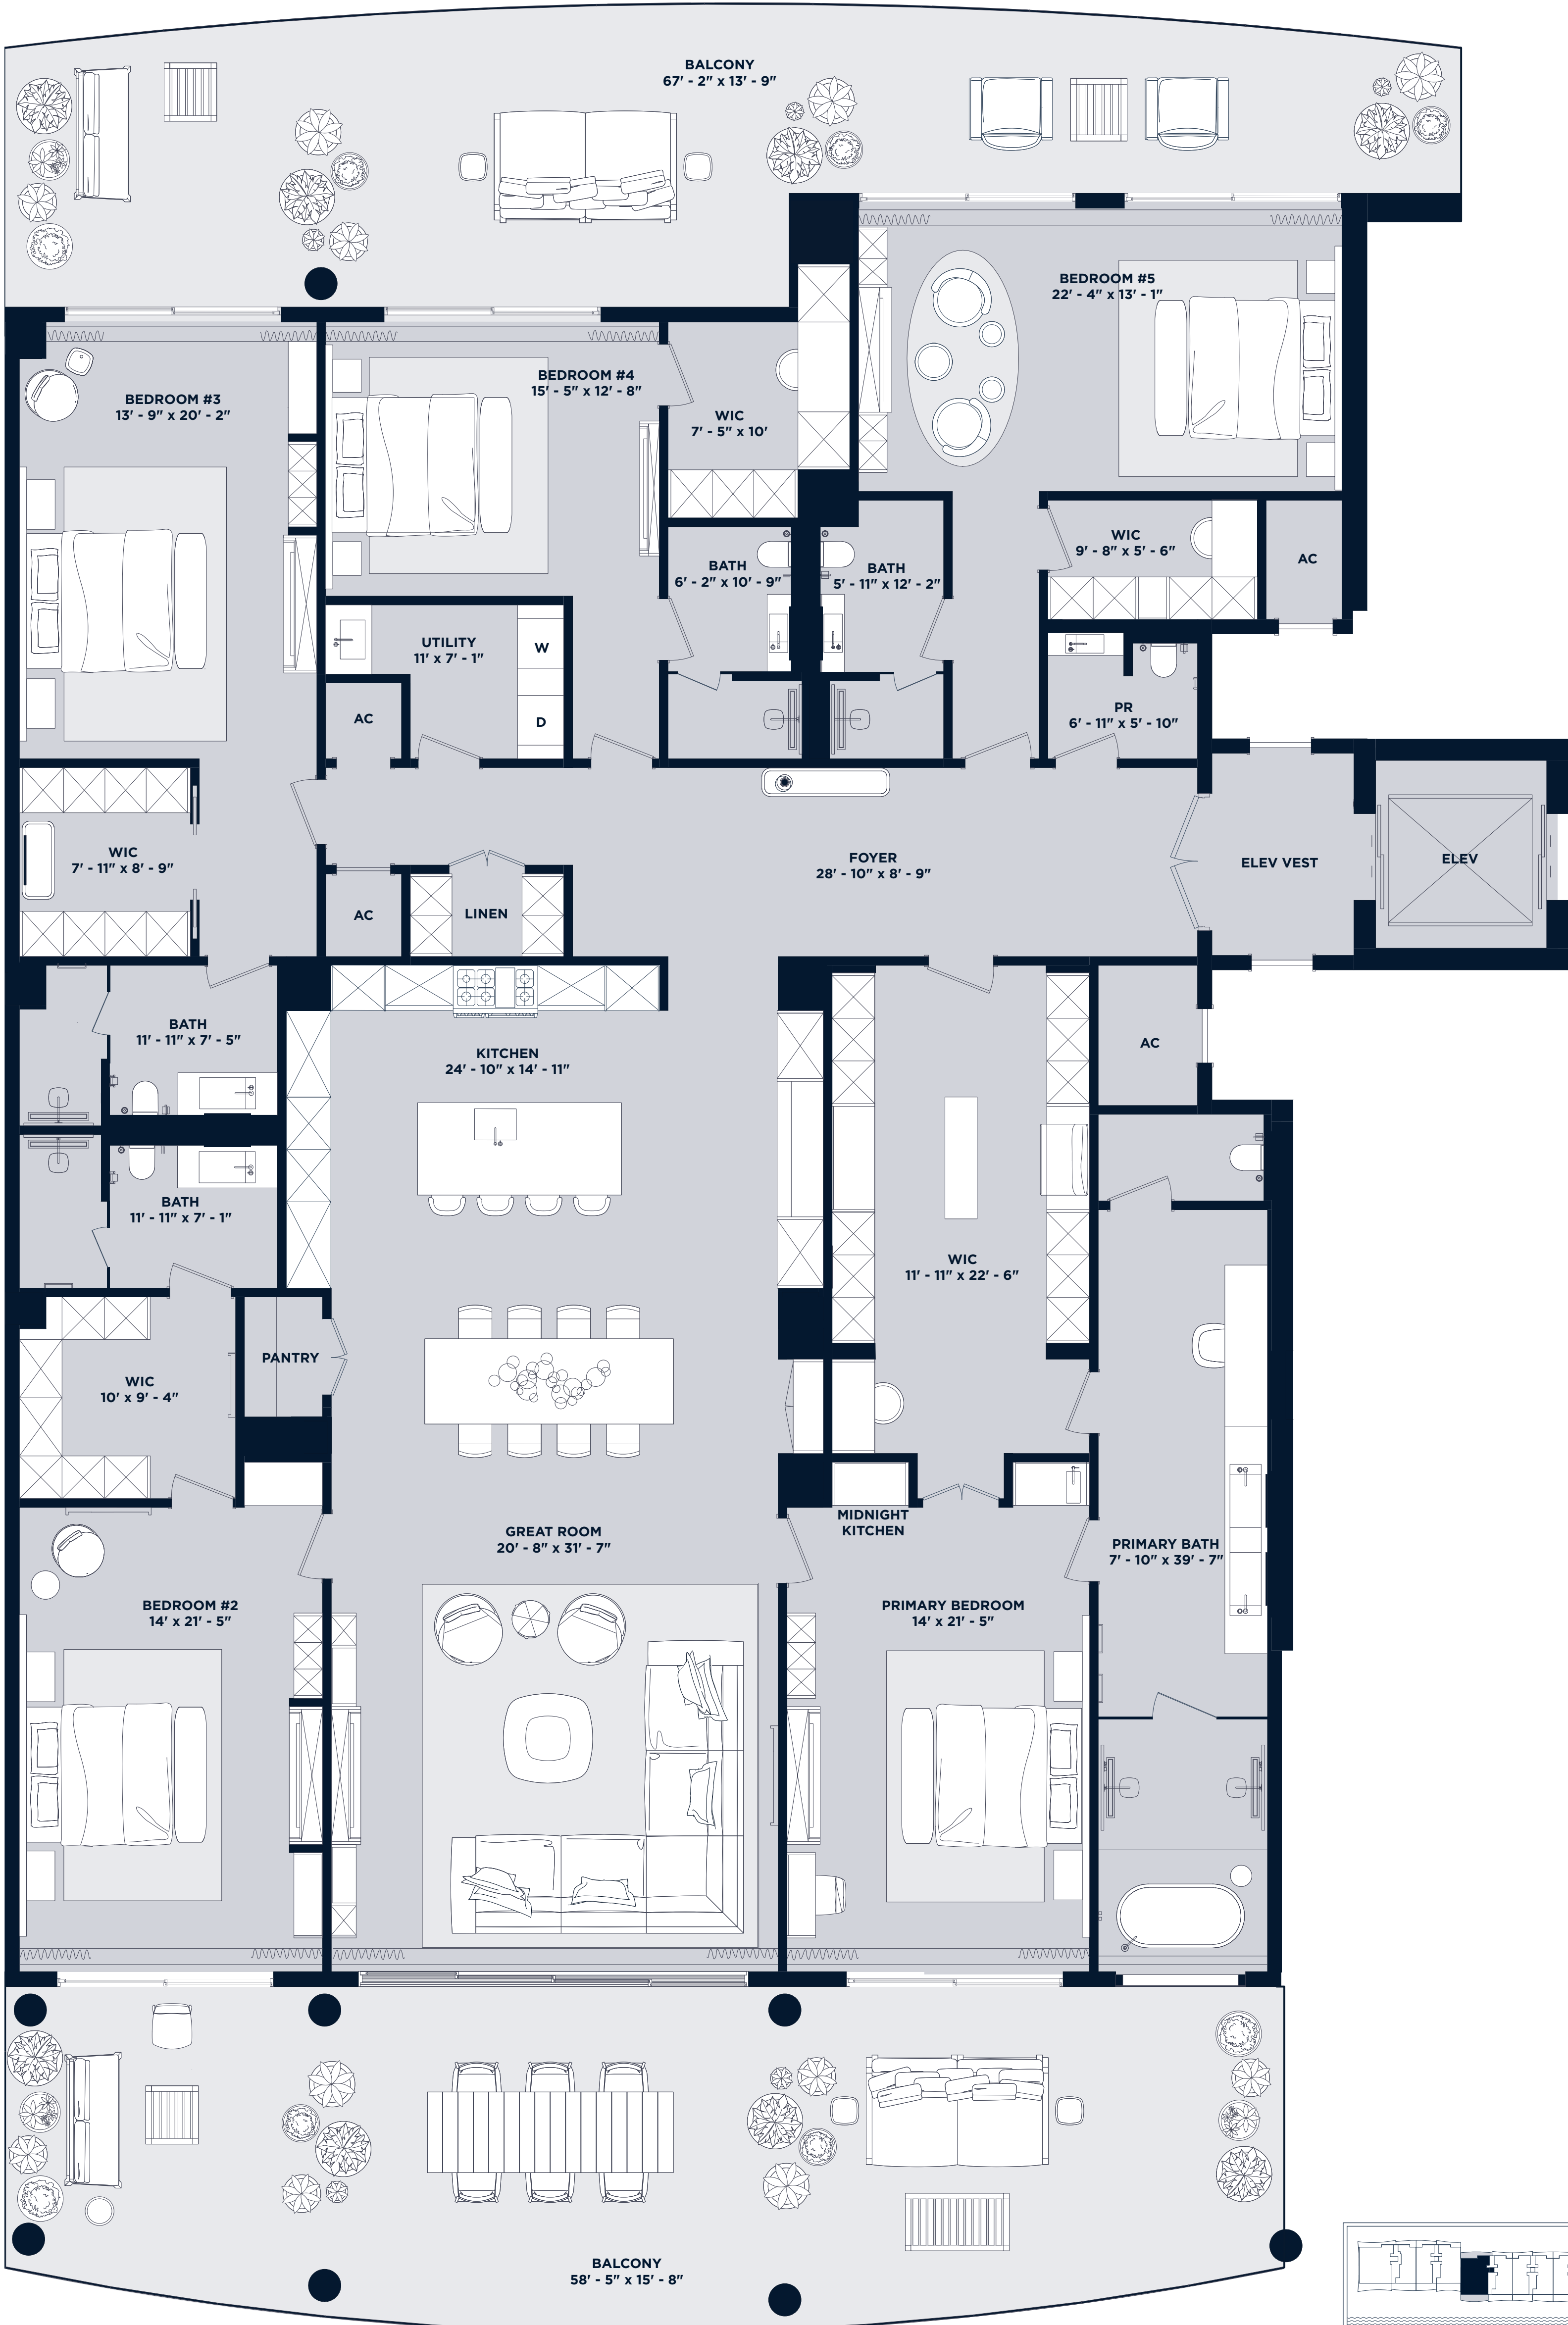 BALCONY
67' - 2" x 13' - 9"
BEDROOM #5
22' - 4" x 13' - 1"
BEDROOM #4
15' - 5" x 12' - 8"
BEDROOM #3
13' - 9" x 20' - 2"
WIC
7' - 5" x 10'
WIC
9' - 8" x 5' - 6"
AC
BATH
6' - 2" x 10' - 9"
BATH
5' - 11" x 12' - 2"
UTILITY
11' x 7' - 1"
W
D
AC
PR
6' - 11" x 5' - 10"
WIC
7' - 11" x 8' - 9"
FOYER
28' - 10" x 8' - 9"
ELEV VEST
ELEV
AC
LINEN
BATH
11' - 11" x 7' - 5"
KITCHEN
24' - 10" x 14' - 11"
AC
BATH
11' - 11" x 7' - 1"
WIC
11' - 11" x 22' - 6"
PANTRY
WIC
10' x 9' - 4"
MIDNIGHT
KITCHEN
GREAT ROOM
20' - 8" x 31' - 7"
PRIMARY BATH
7' - 10" x 39' - 7"
BEDROOM #2
14' x 21' - 5"
PRIMARY BEDROOM
14' x 21' - 5"
BALCONY
58' - 5" x 15' - 8"